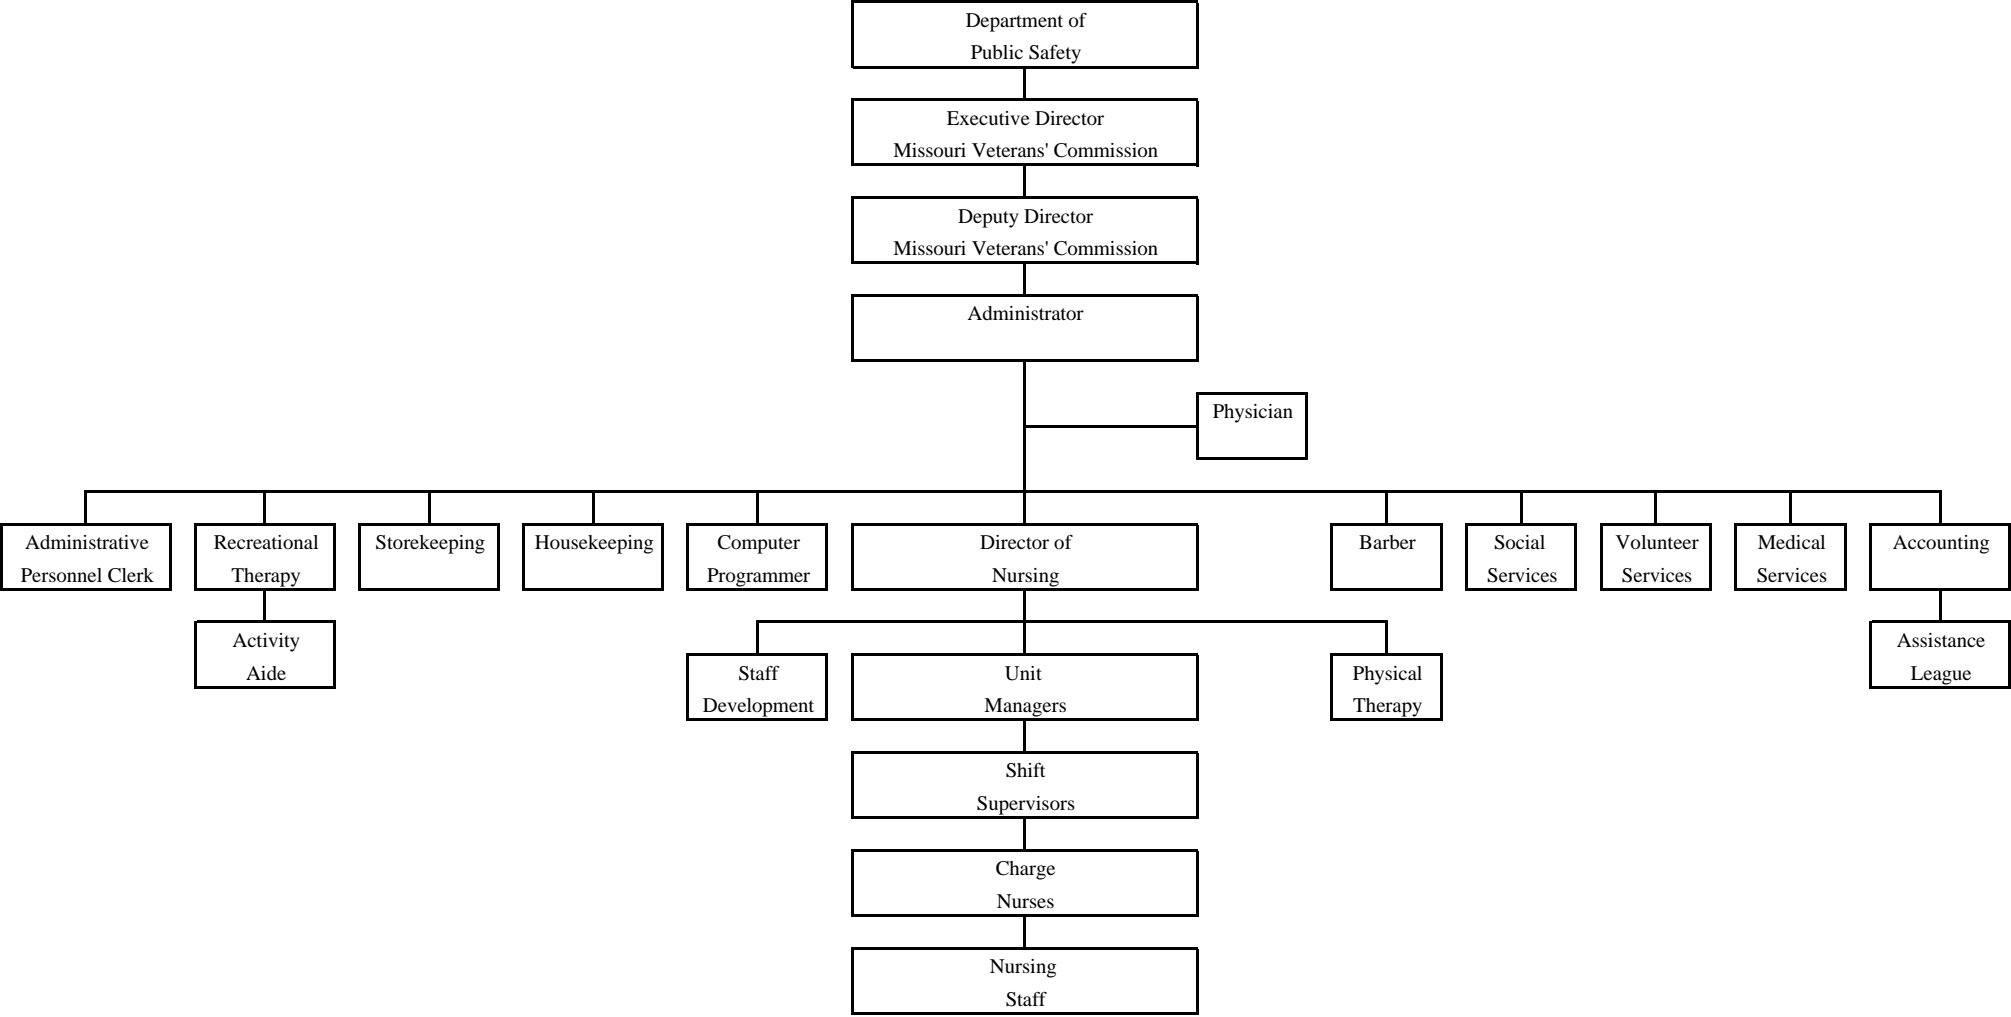 Department of
Public Safety
Executive Director
Missouri Veterans' Commission
Deputy Director
Missouri Veterans' Commission
Administrator
Physician
Administrative
Personnel Clerk
Recreational
Therapy
Storekeeping
Housekeeping
Computer
Programmer
Director of
Nursing
Barber
Social
Services
Volunteer
Services
Medical
Services
Accounting
Activity
Aide
Assistance
League
Staff
Development
Unit
Managers
Physical
Therapy
Shift
Supervisors
Charge
Nurses
Nursing
Staff